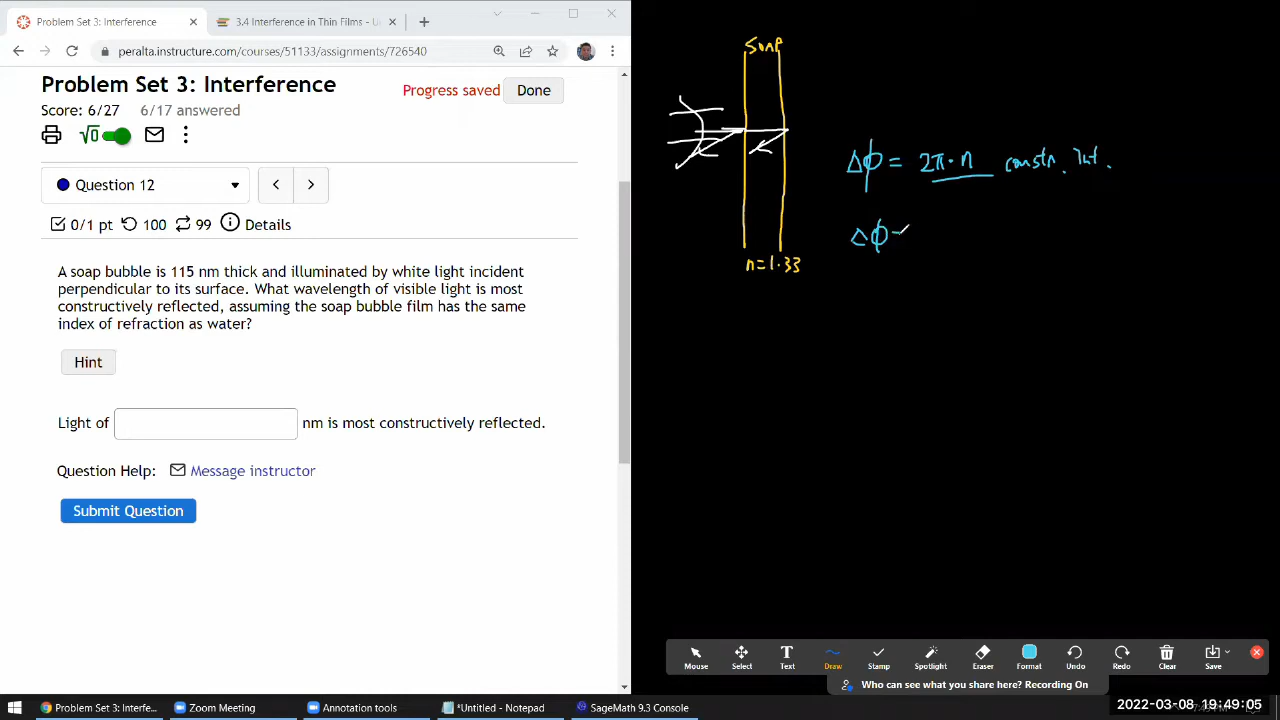 Problem Set 3: Interference
3.4 Interference in Thin Films - U
peralta.instructure.com/courses/51133/assignments/726540
Problem Set 3: Interference
Progress saved
Done
Score: 6/27
6/17 answered
√0
Question 12
0/1 pt
100
99
Details
A soap bubble is 115 nm thick and illuminated by white light incident
perpendicular to its surface. What wavelength of visible light is most
constructively reflected, assuming the soap bubble film has the same
index of refraction as water?
Hint
Light of
nm is most constructively reflected.
Question Help:
Message instructor
Submit Question
soap
n=1.33
Δϕ = 2π·n constr. Int.
Δϕ -
Mouse
Select
Text
Draw
Stamp
Spotlight
Eraser
Format
Undo
Redo
Clear
Save
Who can see what you share here? Recording On
Problem Set 3: Interfe...
Zoom Meeting
Annotation tools
*Untitled - Notepad
SageMath 9.3 Console
2022-03-08 19:49:05